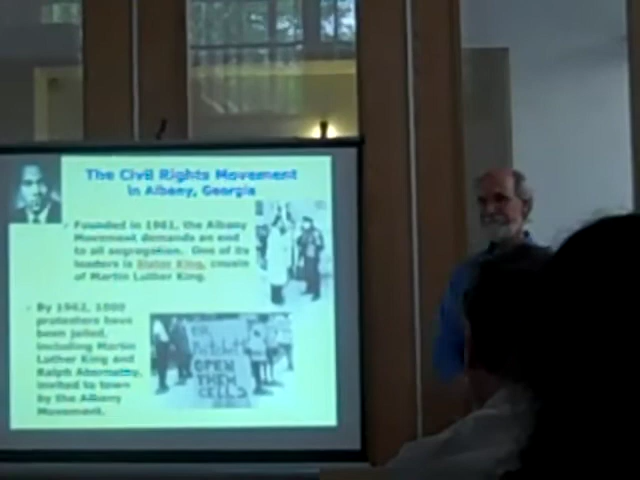 The Civil Rights Movement
in Albany, Georgia
Founded in 1961, the Albany
Movement demands an end
to all segregation. One of its
leaders is Slater King, cousin
of Martin Luther King.
By 1962, 1000
protesters have
been jailed,
including Martin
Luther King and
Ralph Abernathy,
invited to town
by the Albany
Movement.
OPEN
THEM
CELLS